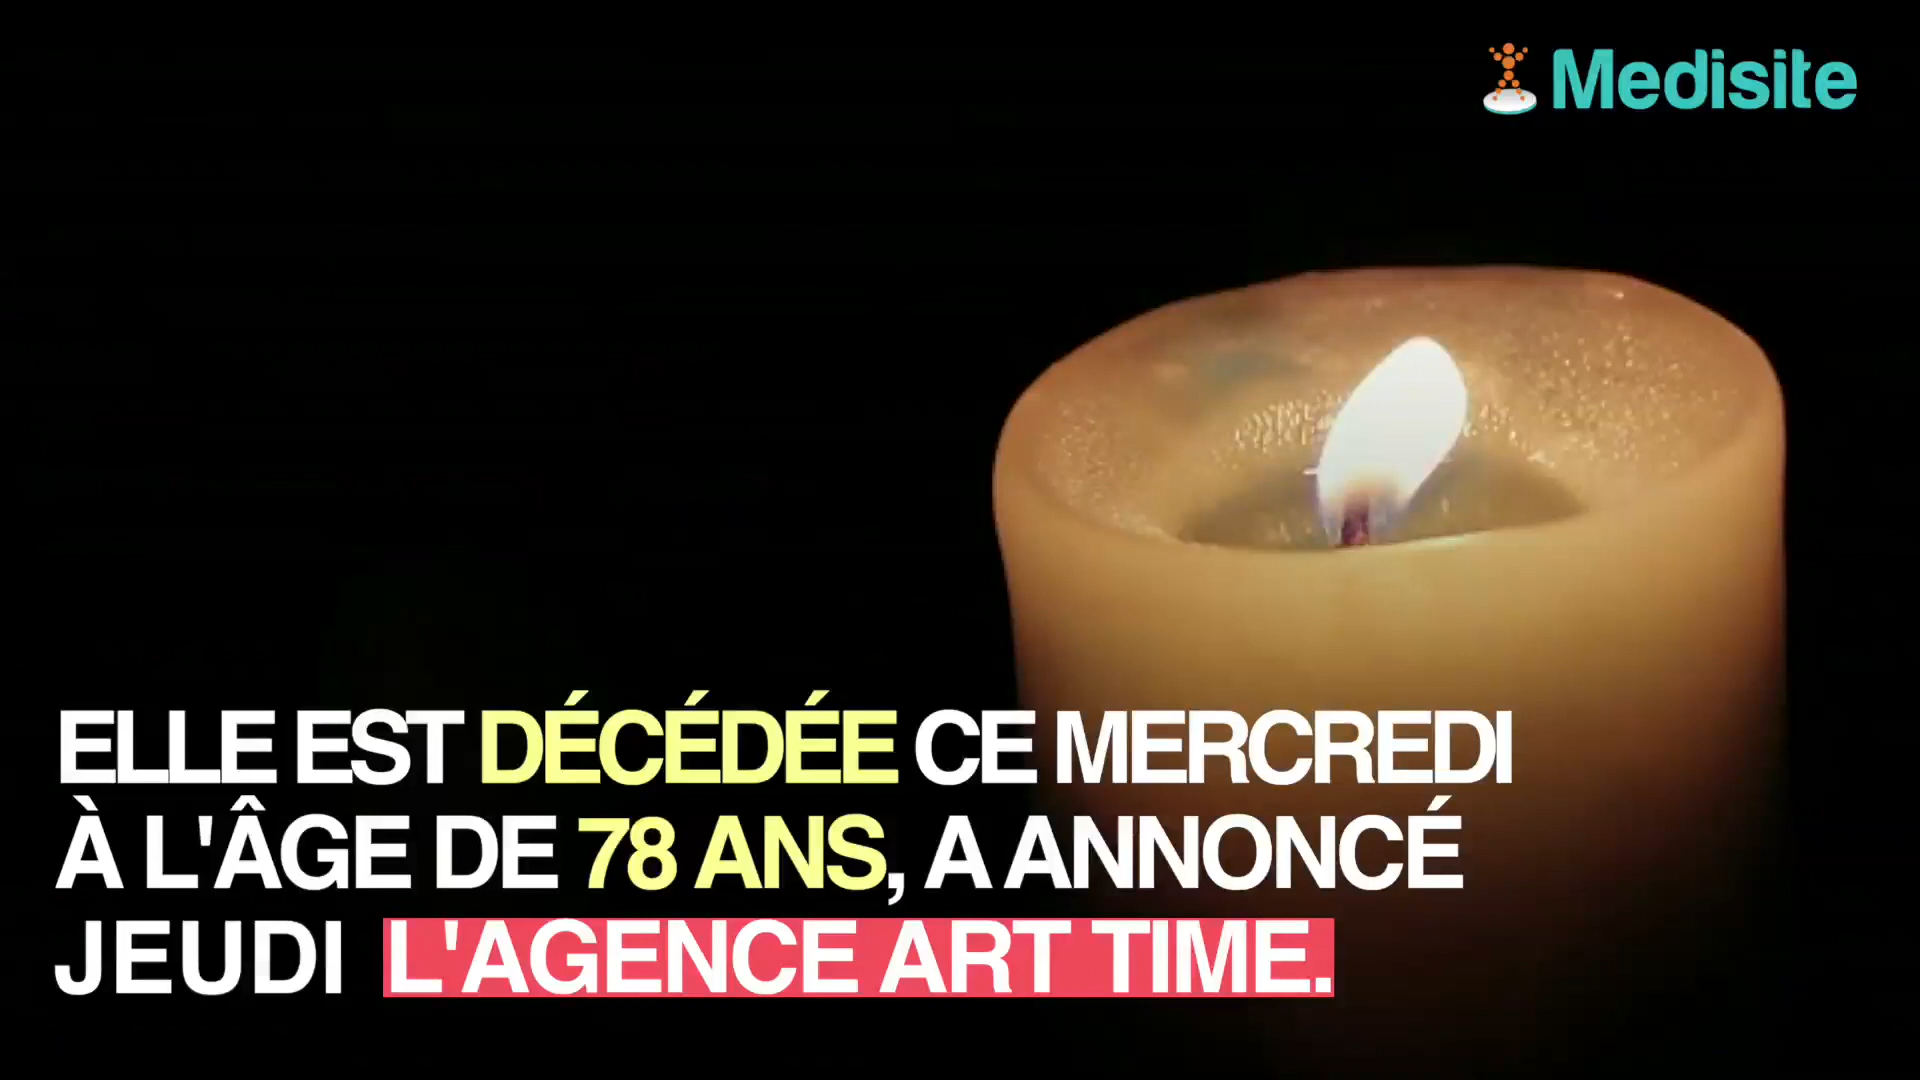 Medisite
ELLE EST DÉCÉDÉE CE MERCREDI
À L'ÂGE DE 78 ANS, A ANNONCÉ
JEUDI L'AGENCE ART TIME.